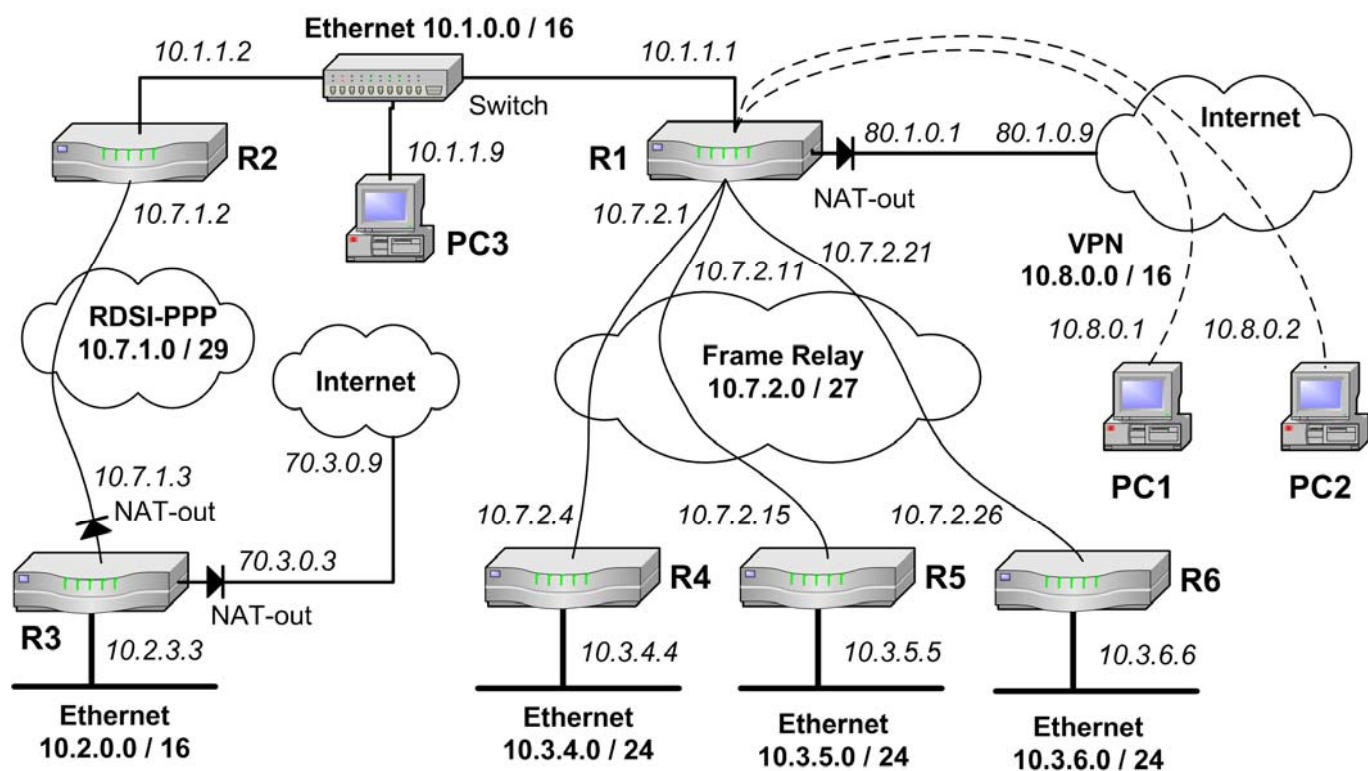 Ethernet 10.1.0.0 / 16
10.1.1.2
10.1.1.1
Switch
R2
10.1.1.9
PC3
R1
80.1.0.1
80.1.0.9
Internet
NAT-out
10.7.1.2
10.7.2.1
10.7.2.11
10.7.2.21
VPN
10.8.0.0 / 16
RDSI-PPP
10.7.1.0 / 29
Internet
Frame Relay
10.7.2.0 / 27
10.8.0.1
10.8.0.2
PC1
PC2
70.3.0.9
10.7.1.3
NAT-out
70.3.0.3
NAT-out
R3
10.2.3.3
10.7.2.4
10.7.2.15
10.7.2.26
R4
R5
R6
10.3.4.4
10.3.5.5
10.3.6.6
Ethernet
10.2.0.0 / 16
Ethernet
10.3.4.0 / 24
Ethernet
10.3.5.0 / 24
Ethernet
10.3.6.0 / 24